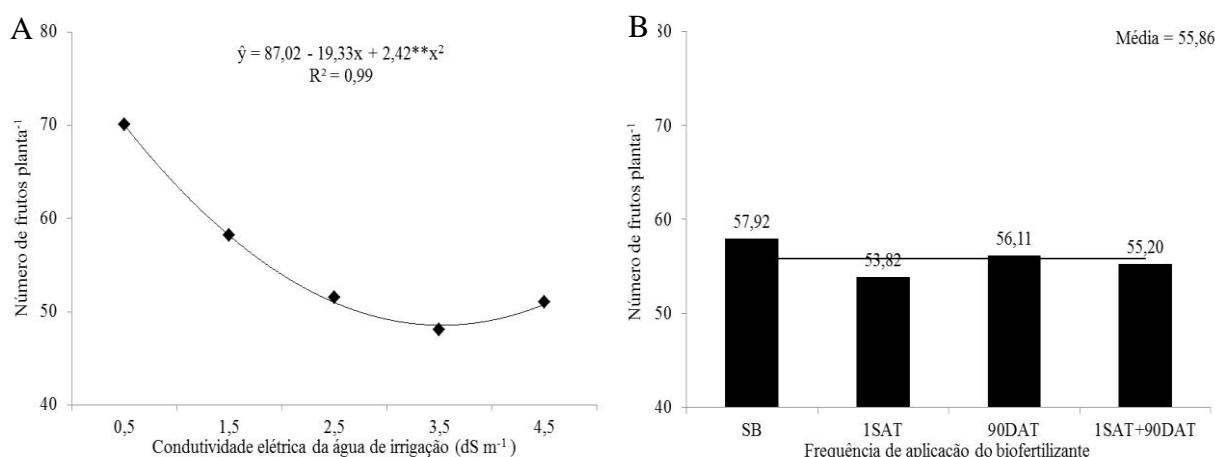 A
ŷ = 87,02 - 19,33x + 2,42**x²
R² = 0,99
Número de frutos planta⁻¹
80
70
60
50
40
0,5 1,5 2,5 3,5 4,5
Condutividade elétrica da água de irrigação (dS m⁻¹)
B
Média = 55,86
Número de frutos planta⁻¹
80
70
60
50
40
57,92
53,82
56,11
55,20
SB 1SAT 90DAT 1SAT+90DAT
Frequência de aplicação do biofertilizante